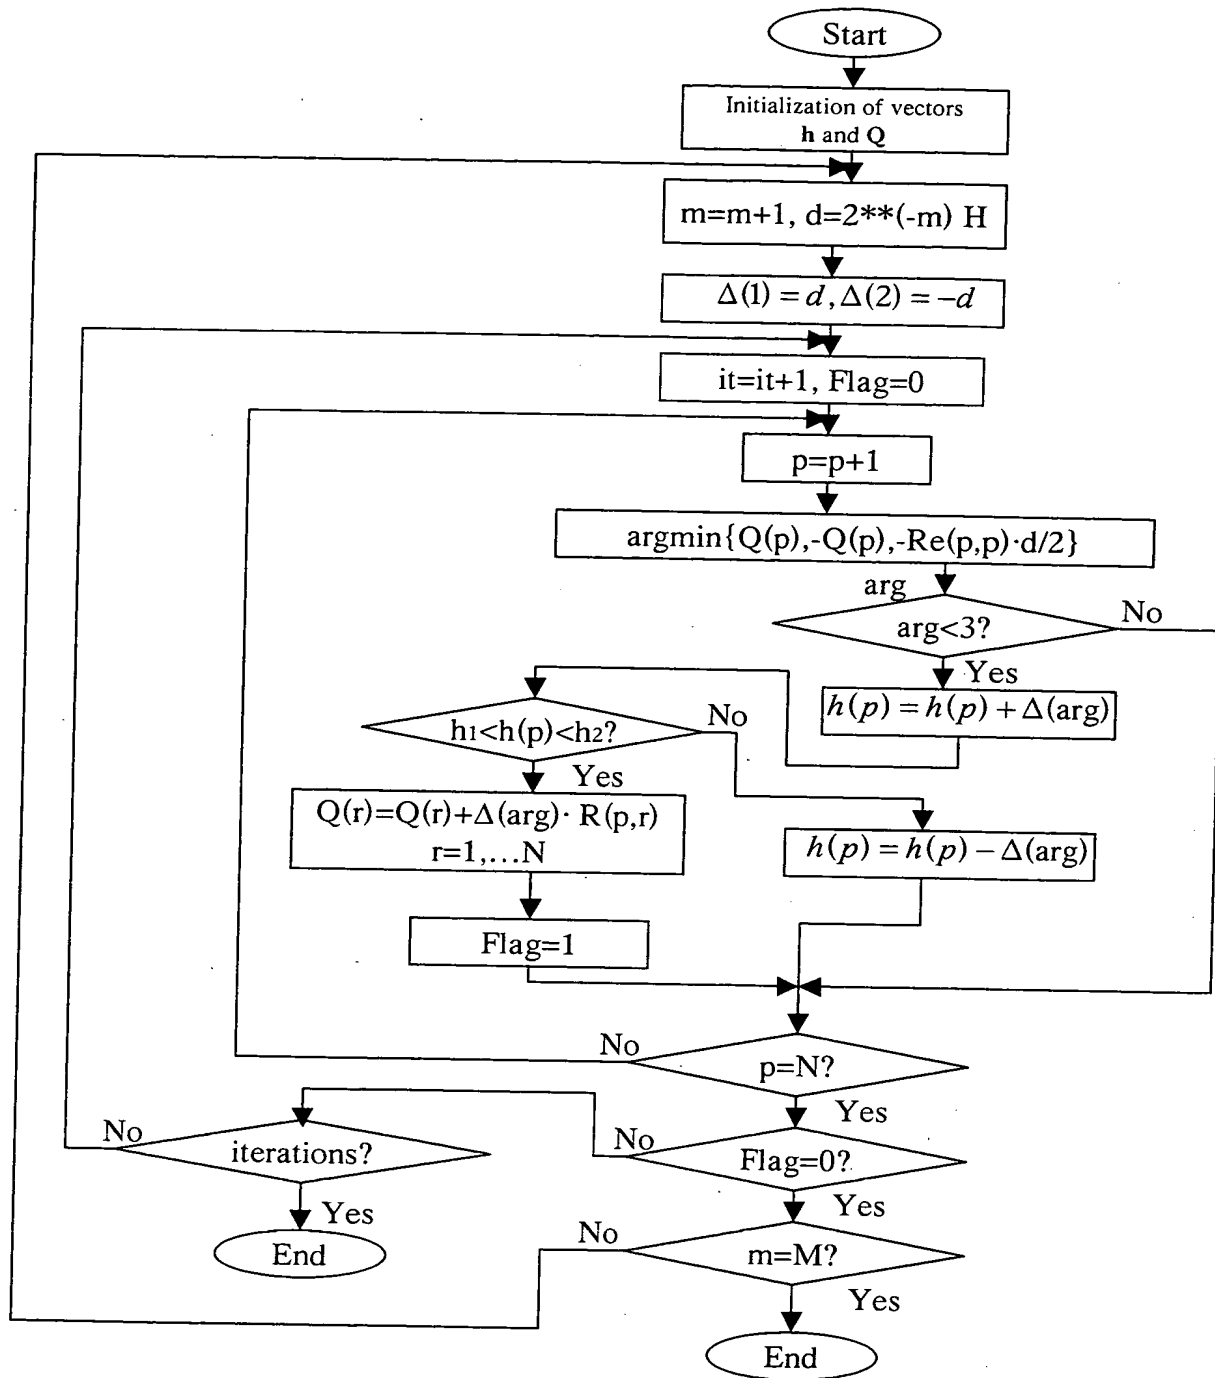 Start
Initialization of vectors
h and Q
m=m+1, d=2**(-m) H
Δ(1) = d, Δ(2) = −d
it=it+1, Flag=0
p=p+1
argmin{Q(p),-Q(p),-Re(p,p)·d/2}
arg
arg<3?
No
Yes
h(p) = h(p) + Δ(arg)
h1<h(p)<h2?
No
Yes
Q(r)=Q(r)+Δ(arg)· R(p,r)
r=1,...N
h(p) = h(p) − Δ(arg)
Flag=1
p=N?
No
Yes
iterations?
No
Yes
End
Flag=0?
No
Yes
m=M?
No
Yes
End